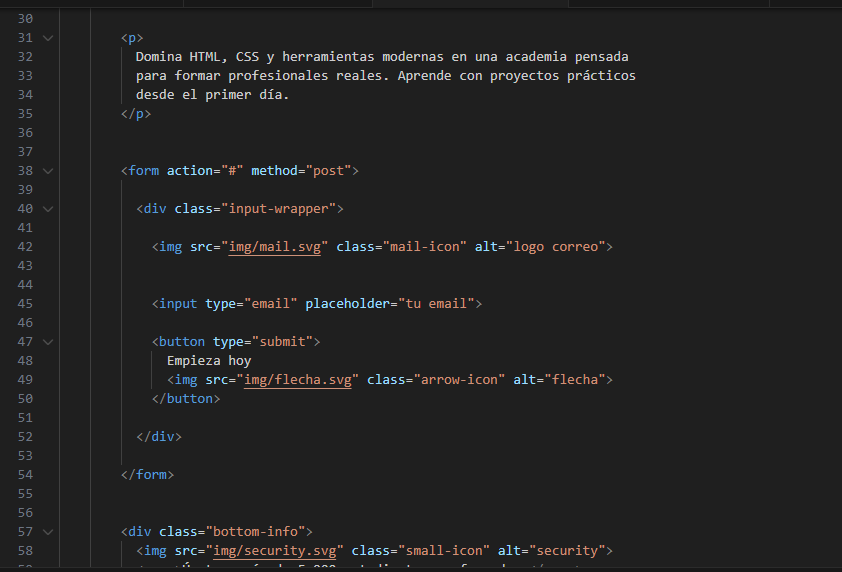 30
31 <p>
32 Domina HTML, CSS y herramientas modernas en una academia pensada
33 para formar profesionales reales. Aprende con proyectos prácticos
34 desde el primer día.
35 </p>
36
37
38 <form action="#" method="post">
39
40 <div class="input-wrapper">
41
42 <img src="img/mail.svg" class="mail-icon" alt="logo correo">
43
44
45 <input type="email" placeholder="tu email">
46
47 <button type="submit">
48 Empieza hoy
49 <img src="img/flecha.svg" class="arrow-icon" alt="flecha">
50 </button>
51
52 </div>
53
54 </form>
55
56
57 <div class="bottom-info">
58 <img src="img/security.svg" class="small-icon" alt="security">